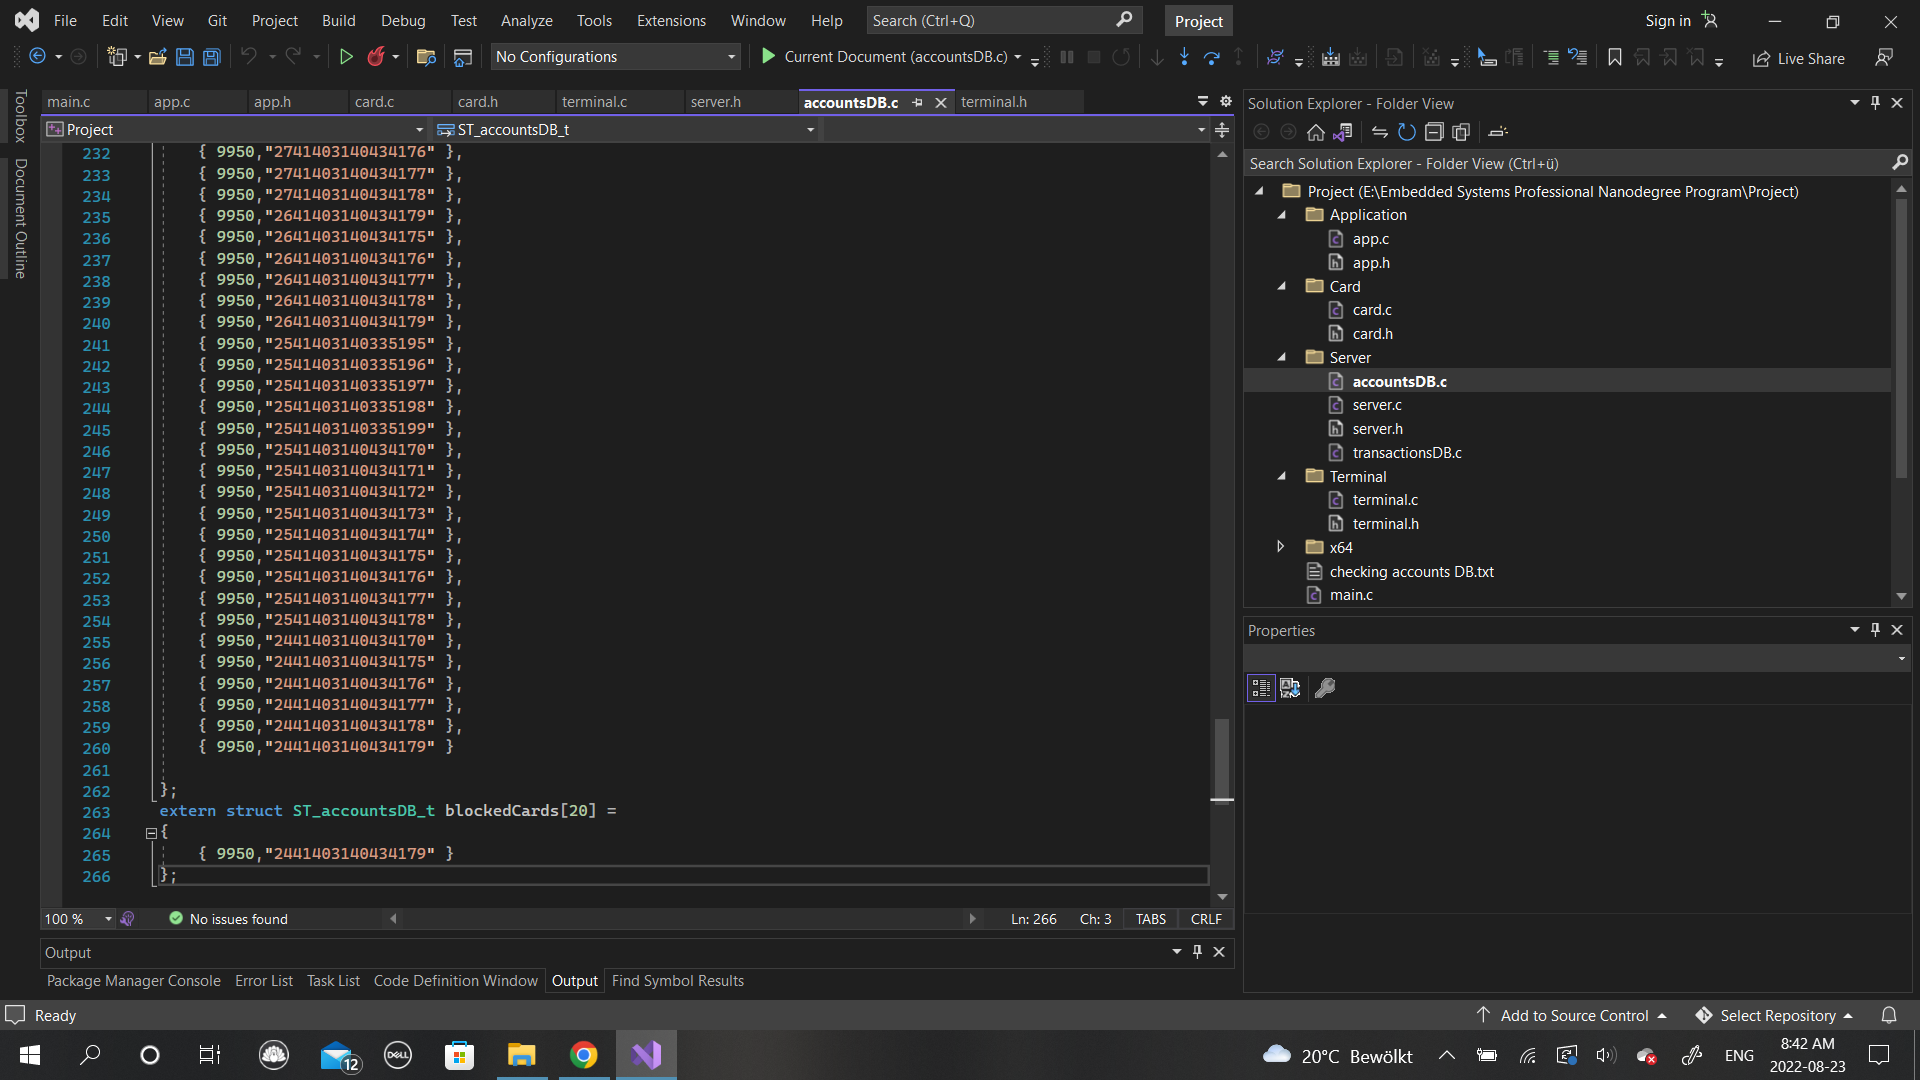 File Edit View Git Project Build Debug Test Analyze Tools Extensions Window Help Search (Ctrl+Q) Project Sign in
No Configurations Current Document (accountsDB.c) Live Share
Toolbox
Document Outline
main.c app.c app.h card.c card.h terminal.c server.h accountsDB.c terminal.h
Project ST_accountsDB_t
232 { 9950,"2741403140434176" },
233 { 9950,"2741403140434177" },
234 { 9950,"2741403140434178" },
235 { 9950,"2641403140434179" },
236 { 9950,"2641403140434175" },
237 { 9950,"2641403140434176" },
238 { 9950,"2641403140434177" },
239 { 9950,"2641403140434178" },
240 { 9950,"2641403140434179" },
241 { 9950,"2541403140335195" },
242 { 9950,"2541403140335196" },
243 { 9950,"2541403140335197" },
244 { 9950,"2541403140335198" },
245 { 9950,"2541403140335199" },
246 { 9950,"2541403140434170" },
247 { 9950,"2541403140434171" },
248 { 9950,"2541403140434172" },
249 { 9950,"2541403140434173" },
250 { 9950,"2541403140434174" },
251 { 9950,"2541403140434175" },
252 { 9950,"2541403140434176" },
253 { 9950,"2541403140434177" },
254 { 9950,"2541403140434178" },
255 { 9950,"2441403140434170" },
256 { 9950,"2441403140434175" },
257 { 9950,"2441403140434176" },
258 { 9950,"2441403140434177" },
259 { 9950,"2441403140434178" },
260 { 9950,"2441403140434179" }
261
262 };
263 extern struct ST_accountsDB_t blockedCards[20] =
264 {
265 { 9950,"2441403140434179" }
266 };
100 % No issues found Ln: 266 Ch: 3 TABS CRLF
Output
Package Manager Console Error List Task List Code Definition Window Output Find Symbol Results
Solution Explorer - Folder View
Search Solution Explorer - Folder View (Ctrl+ü)
Project (E:\Embedded Systems Professional Nanodegree Program\Project)
Application
app.c
app.h
Card
card.c
card.h
Server
accountsDB.c
server.c
server.h
transactionsDB.c
Terminal
terminal.c
terminal.h
x64
checking accounts DB.txt
main.c
Properties
Ready Add to Source Control Select Repository
12 DELL 20°C Bewölkt ENG 8:42 AM
2022-08-23